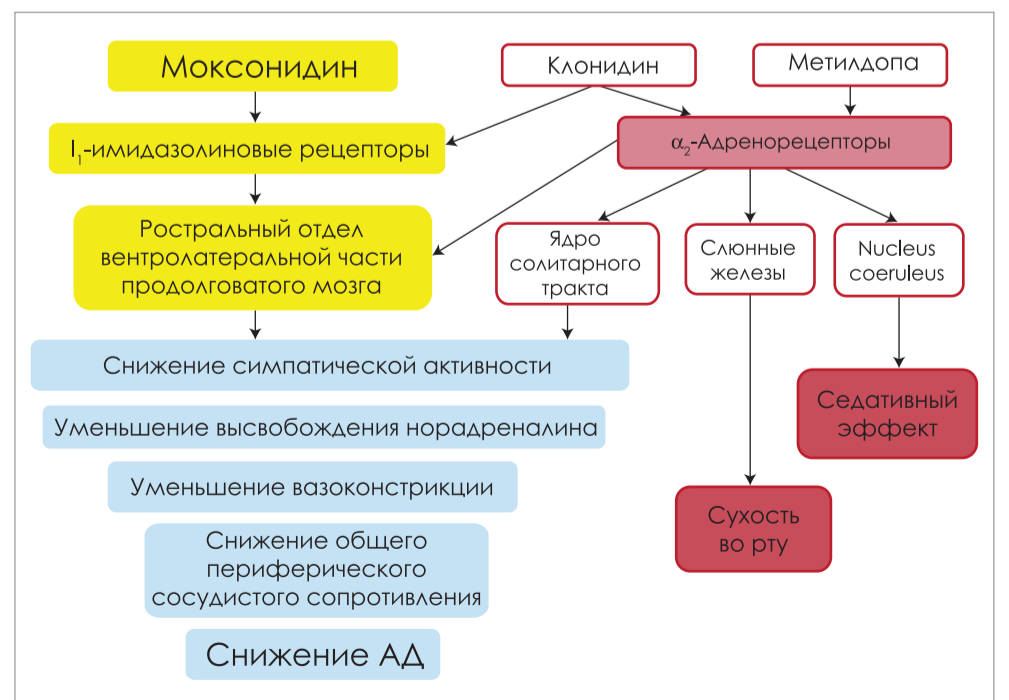 Моксонидин
Клонидин
Метилдопа
I₁-имидазолиновые рецепторы
α₂-Адренорецепторы
Ростральный отдел
вентролатеральной части
продолговатого мозга
Ядро
солитарного
тракта
Слюнные
железы
Nucleus
coeruleus
Снижение симпатической активности
Седативный
эффект
Уменьшение высвобождения норадреналина
Уменьшение вазоконстрикции
Сухость
во рту
Снижение общего
периферического
сосудистого сопротивления
Снижение АД